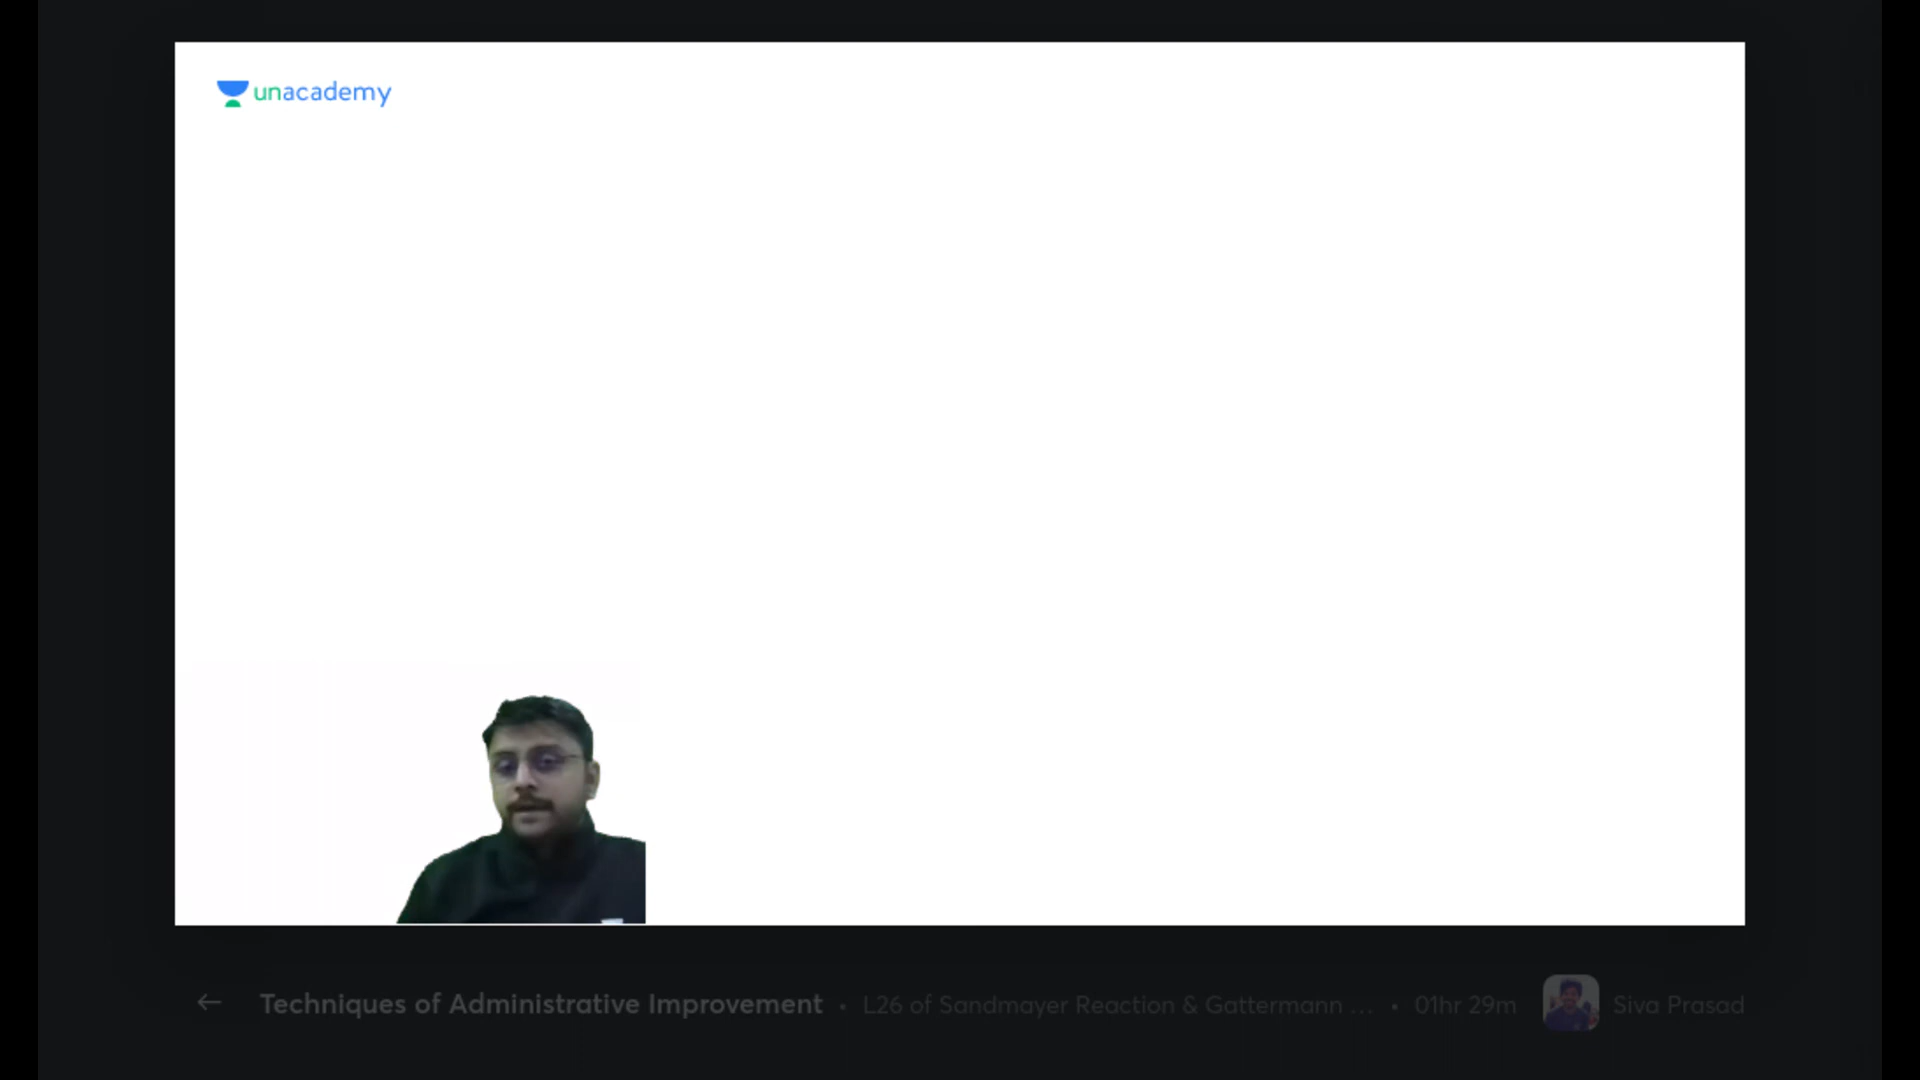 unacademy
Techniques of Administrative Improvement • L26 of Sandmayer Reaction & Gattermann ... • 01hr 29m Siva Prasad